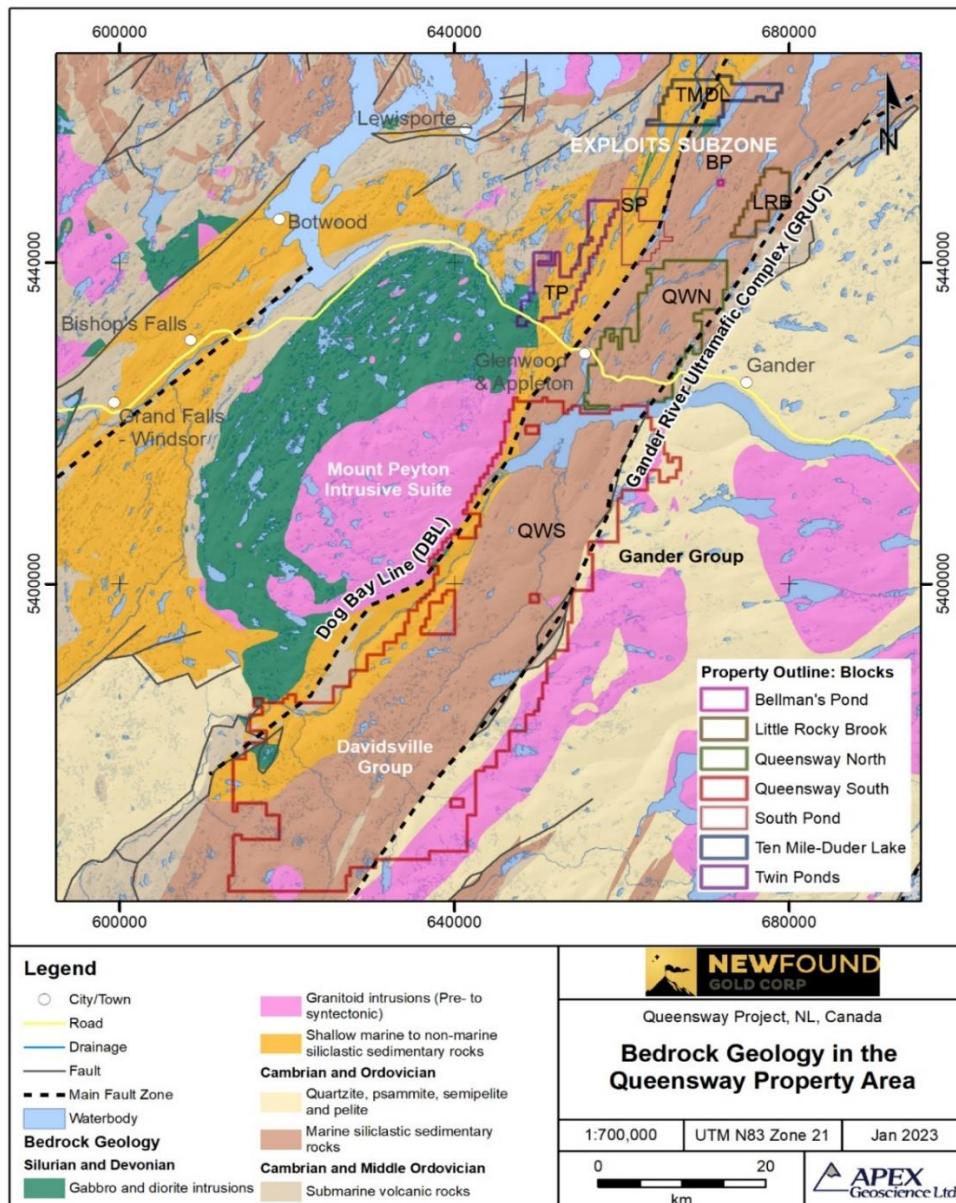 600000 640000 680000
Lewisporte
TMDL
EXPLOITS SUBZONE
BP
N
Botwood
SP
LRB
5440000 5440000
TP
QWN
Bishop's Falls
Gander River Ultramafic Complex (GRUC)
Glenwood
& Appleton
Gander
Grand Falls
- Windsor
Mount Peyton
Intrusive Suite
QWS
Dog Bay Line (DBL)
Gander Group
5400000 5400000
Davidsville
Group
Property Outline: Blocks
Bellman's Pond
Little Rocky Brook
Queensway North
Queensway South
South Pond
Ten Mile-Duder Lake
Twin Ponds
600000 640000 680000
Legend
City/Town
Road
Drainage
Fault
Main Fault Zone
Waterbody
Bedrock Geology
Silurian and Devonian
Gabbro and diorite intrusions
Granitoid intrusions (Pre- to
syntectonic)
Shallow marine to non-marine
siliclastic sedimentary rocks
Cambrian and Ordovician
Quartzite, psammite, semipelite
and pelite
Marine siliclastic sedimentary
rocks
Cambrian and Middle Ordovician
Submarine volcanic rocks
NEWFOUND
GOLD CORP
Queensway Project, NL, Canada
Bedrock Geology in the
Queensway Property Area
1:700,000 UTM N83 Zone 21 Jan 2023
0 20
km
APEX
Geoscience Ltd